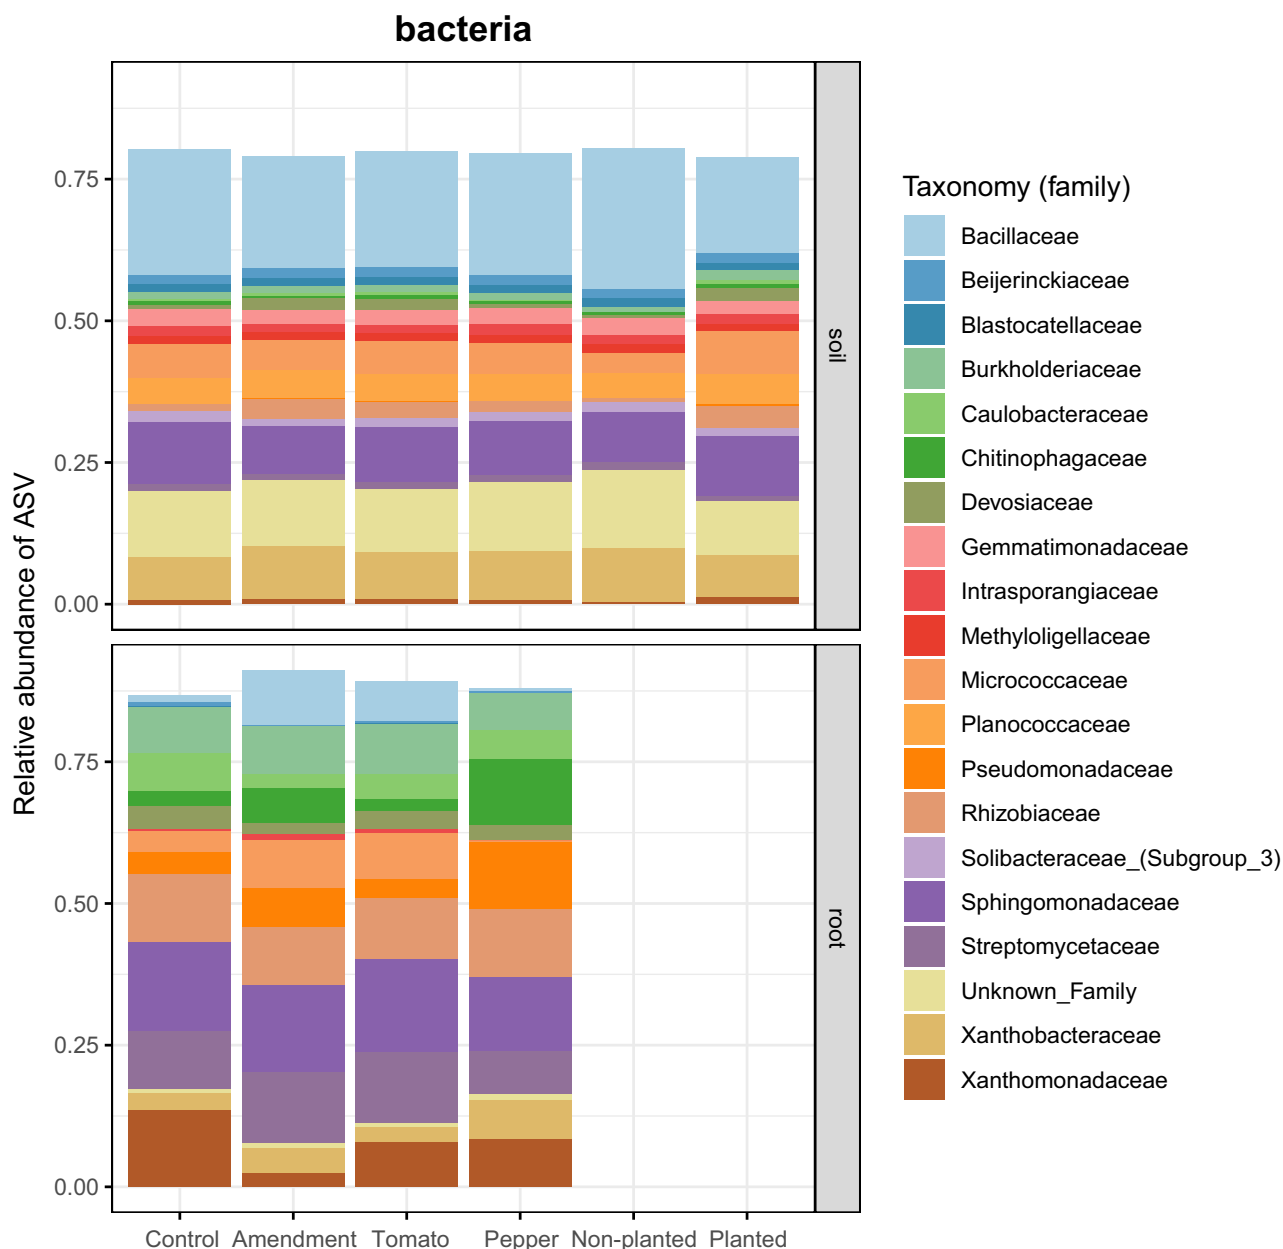 bacteria
Relative abundance of ASV
0.75
0.50
0.25
0.00
soil
0.75
0.50
0.25
0.00
root
Control Amendment Tomato Pepper Non-planted Planted
Taxonomy (family)
Bacillaceae
Beijerinckiaceae
Blastocatellaceae
Burkholderiaceae
Caulobacteraceae
Chitinophagaceae
Devosiaceae
Gemmatimonadaceae
Intrasporangiaceae
Methyloligellaceae
Micrococcaceae
Planococcaceae
Pseudomonadaceae
Rhizobiaceae
Solibacteraceae_(Subgroup_3)
Sphingomonadaceae
Streptomycetaceae
Unknown_Family
Xanthobacteraceae
Xanthomonadaceae